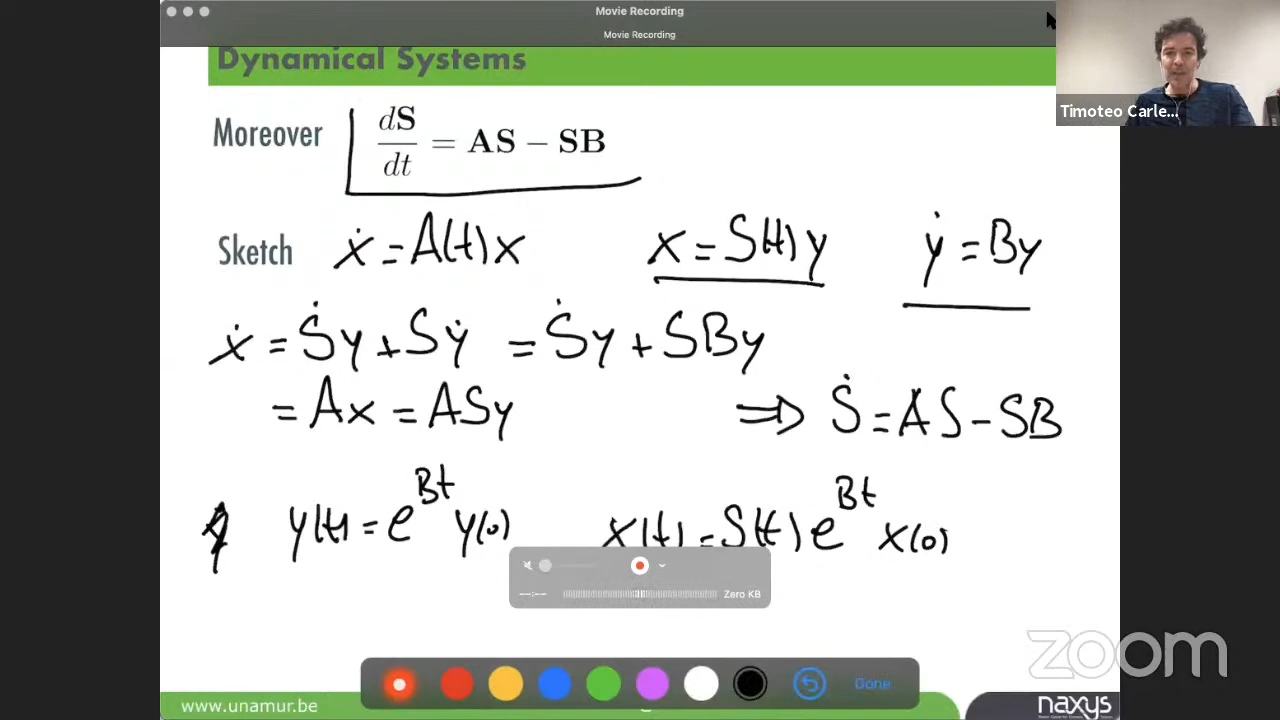 Movie Recording
Movie Recording
Dynamical Systems
Timoteo Carle...
Moreover dS/dt = AS − SB
Sketch ẋ = A(t)x x = S(t)y ẏ = By
ẋ = Ṡy + Sẏ = Ṡy + SBy
= Ax = ASy ⇒ Ṡ = AS − SB
y(t) = e^{Bt} y(0) x(t) = S(t) e^{Bt} x(0)
--:-- Zero KB
zoom
Done
www.unamur.be
naxys